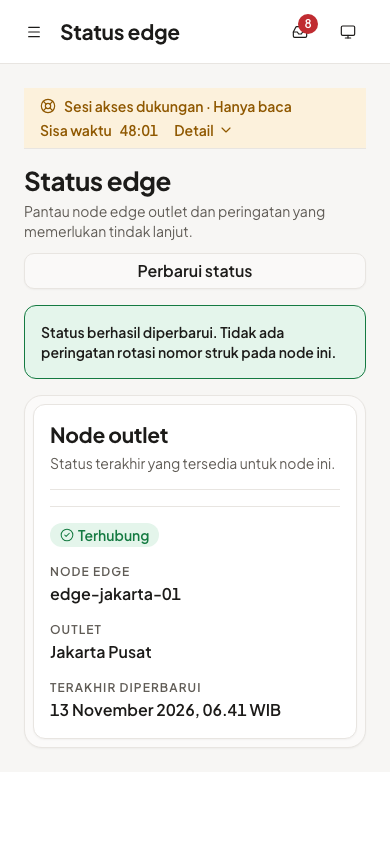 Status edge
8
Sesi akses dukungan · Hanya baca
Sisa waktu 48:01 Detail
Status edge
Pantau node edge outlet dan peringatan yang
memerlukan tindak lanjut.
Perbarui status
Status berhasil diperbarui. Tidak ada
peringatan rotasi nomor struk pada node ini.
Node outlet
Status terakhir yang tersedia untuk node ini.
Terhubung
NODE EDGE
edge-jakarta-01
OUTLET
Jakarta Pusat
TERAKHIR DIPERBARUI
13 November 2026, 06.41 WIB